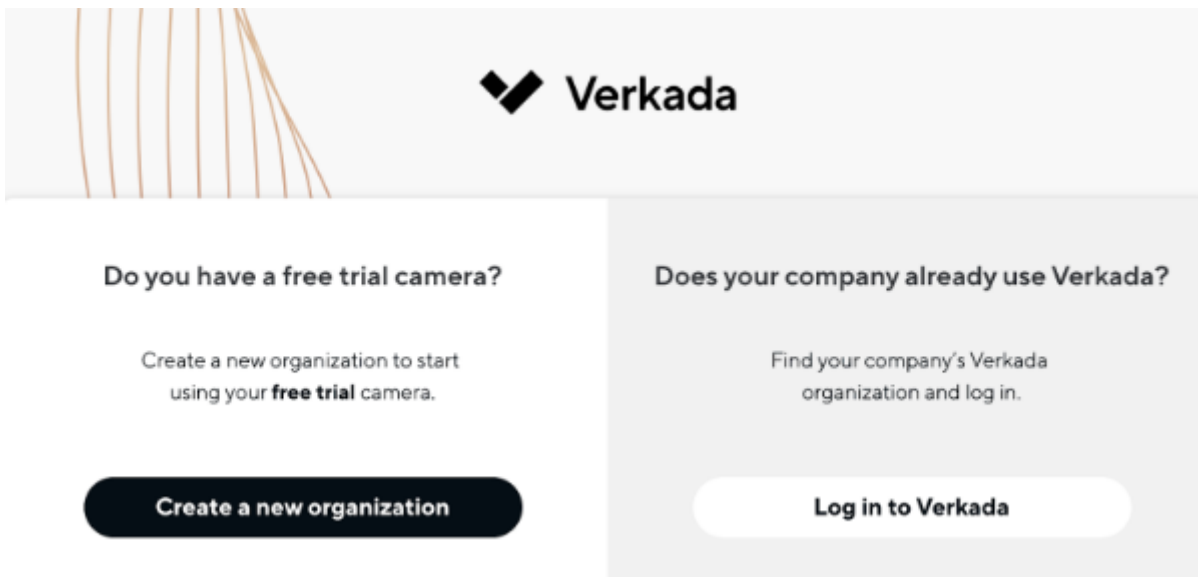 Verkada
Do you have a free trial camera?
Create a new organization to start
using your free trial camera.
Create a new organization
Does your company already use Verkada?
Find your company's Verkada
organization and log in.
Log in to Verkada